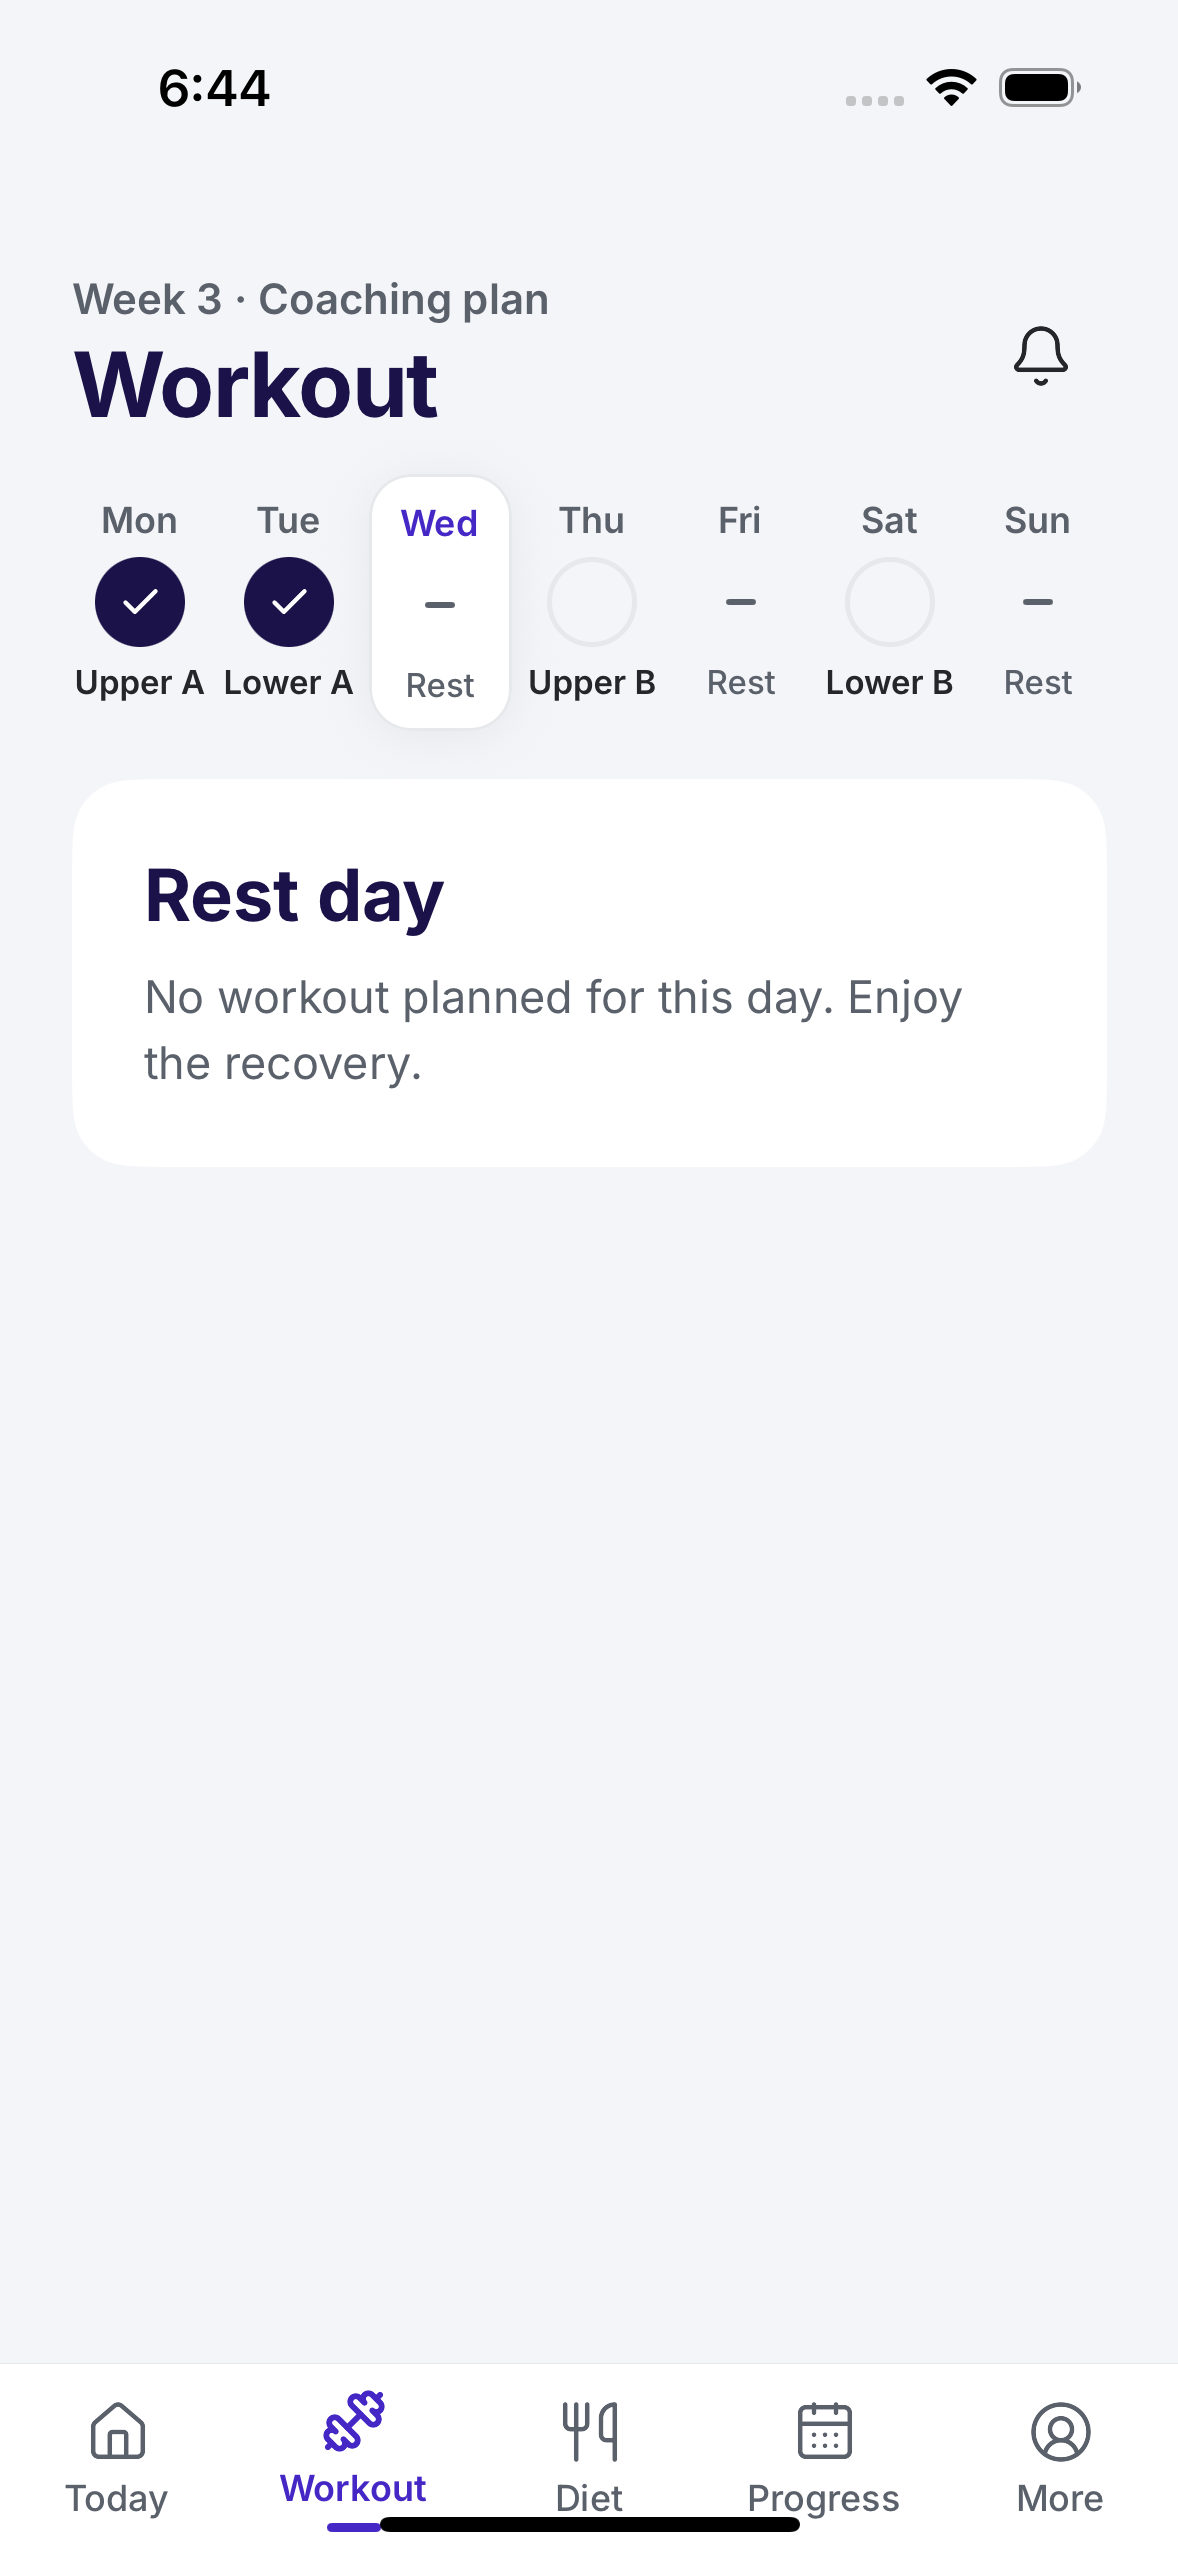 6:44
Week 3 · Coaching plan
Workout
Mon Tue Wed Thu Fri Sat Sun
Upper A Lower A Rest Upper B Rest Lower B Rest
Rest day
No workout planned for this day. Enjoy
the recovery.
Today Workout Diet Progress More